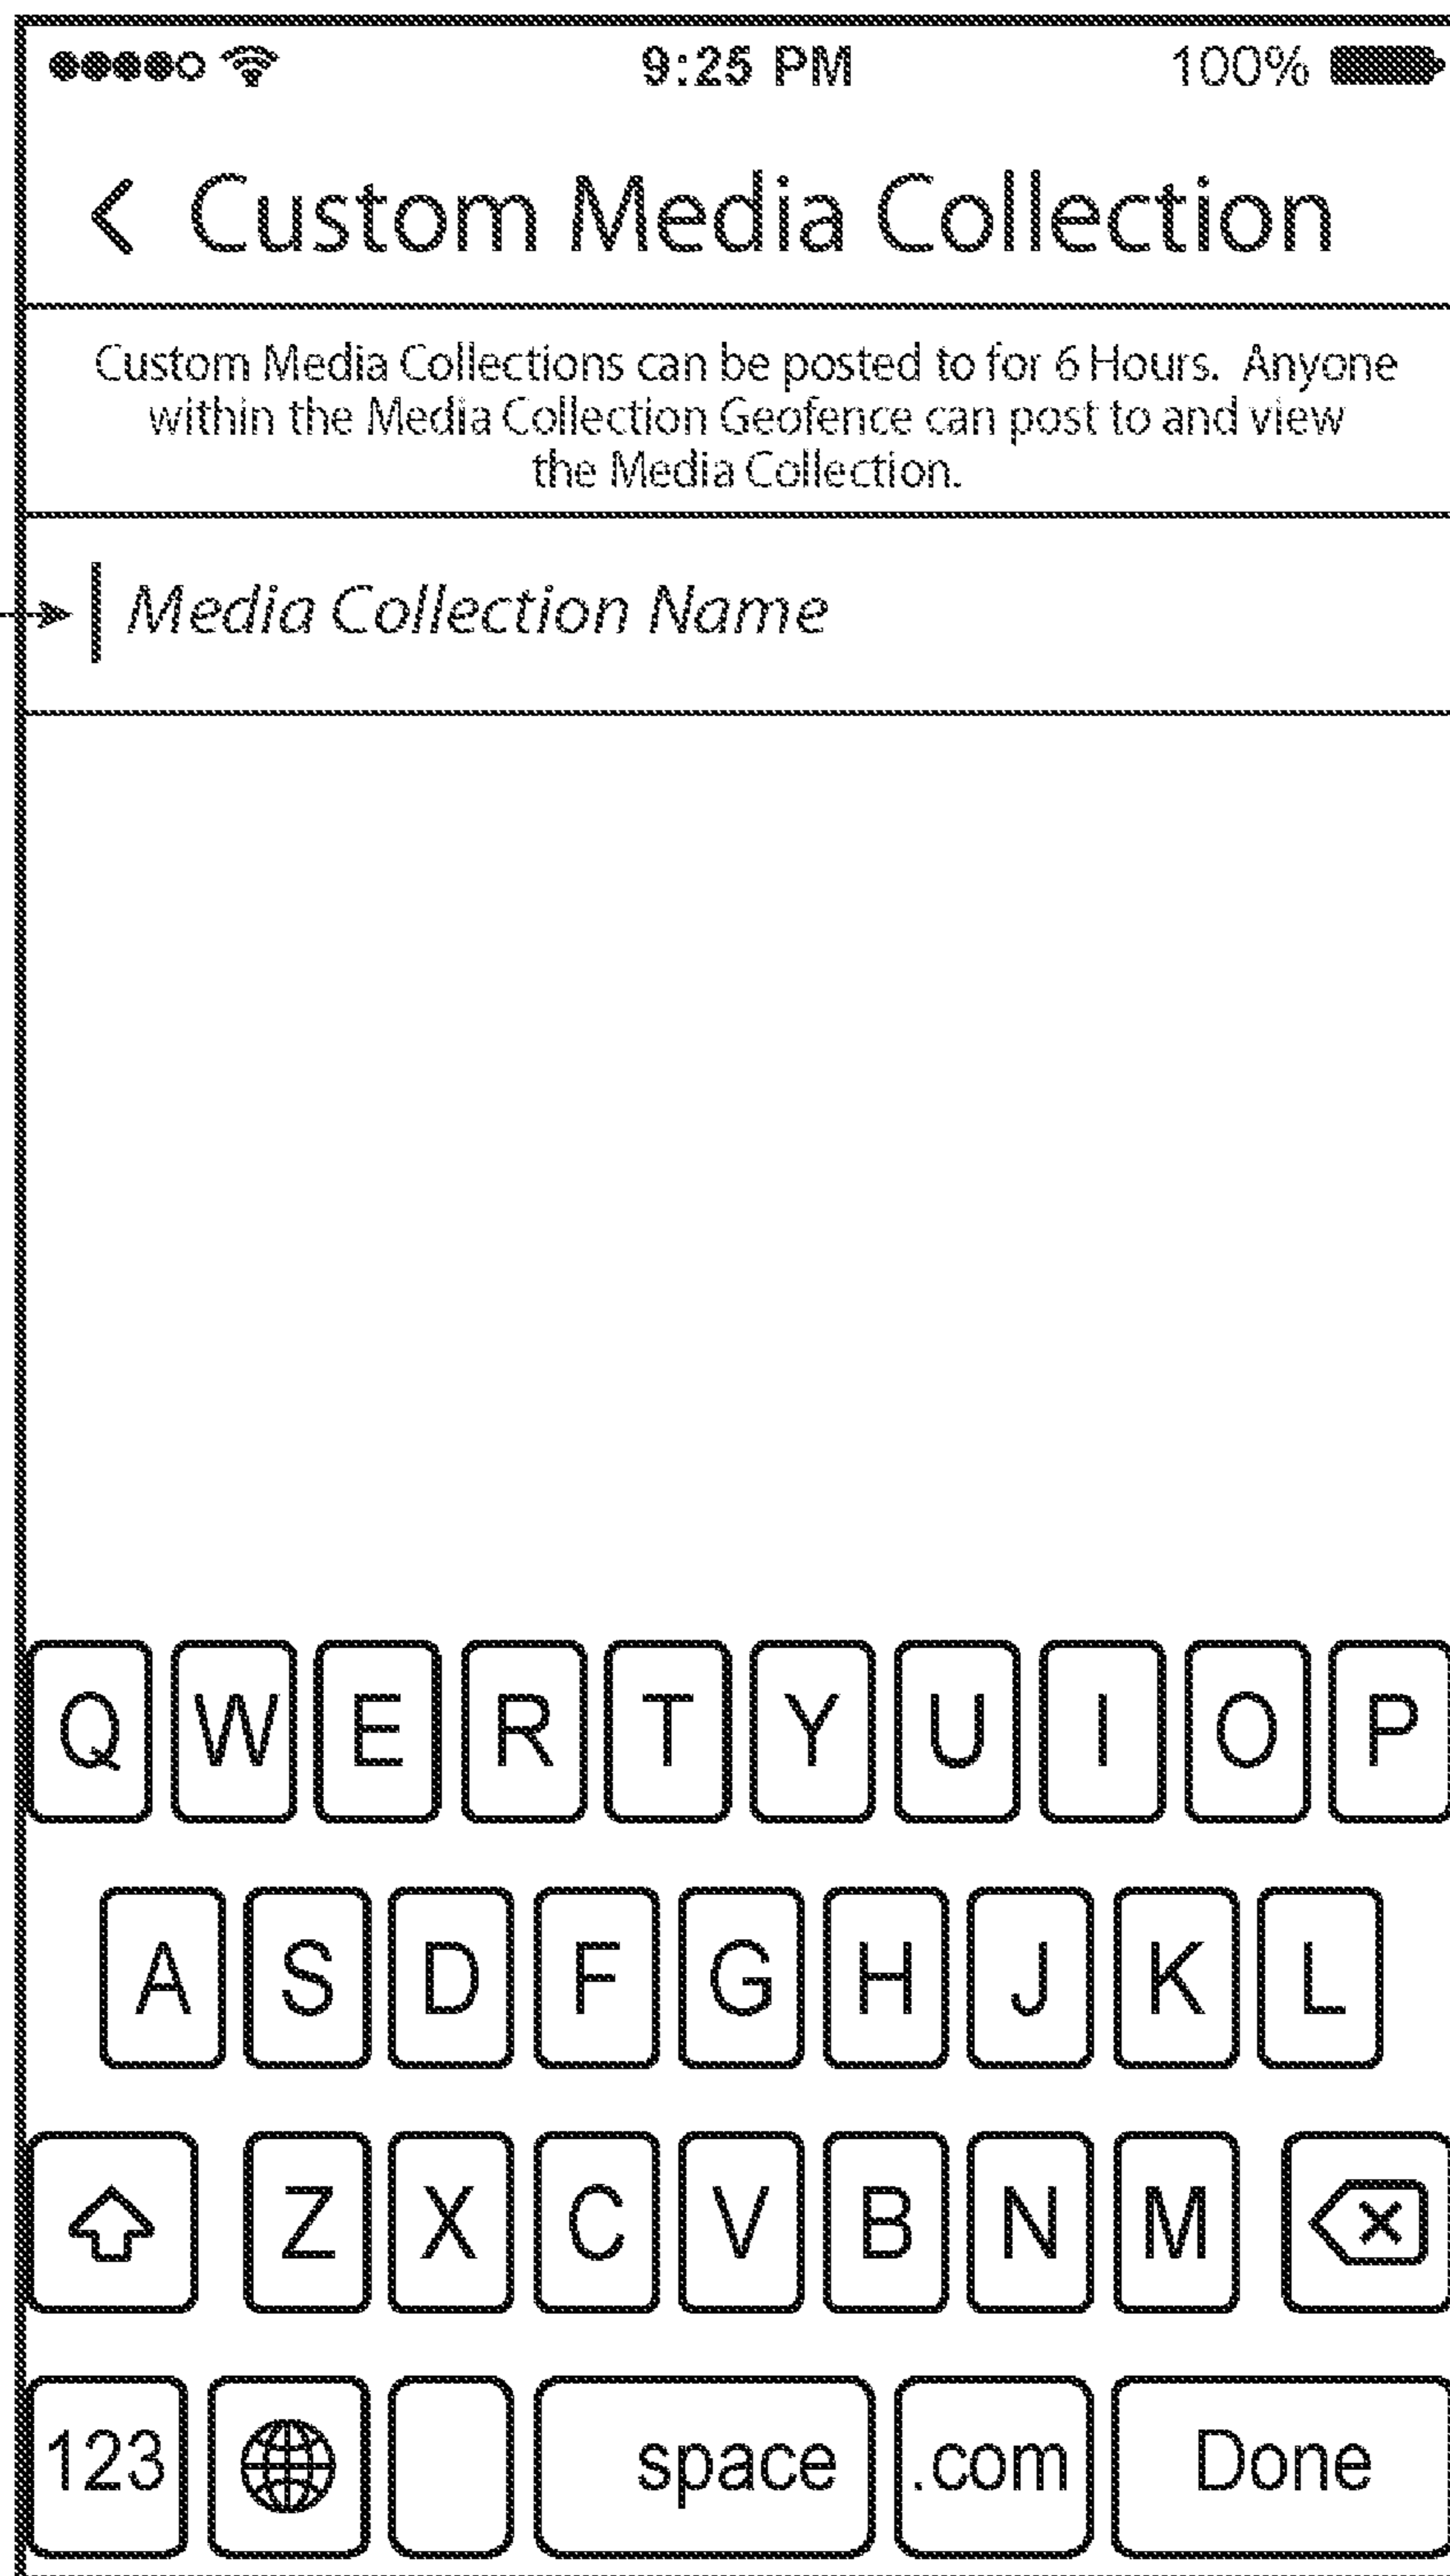 9:25 PM 100%
< Custom Media Collection
Custom Media Collections can be posted to for 6 Hours. Anyone
within the Media Collection Geofence can post to and view
the Media Collection.
Media Collection Name
Q W E R T Y U I O P
A S D F G H J K L
Z X C V B N M
123 space .com Done